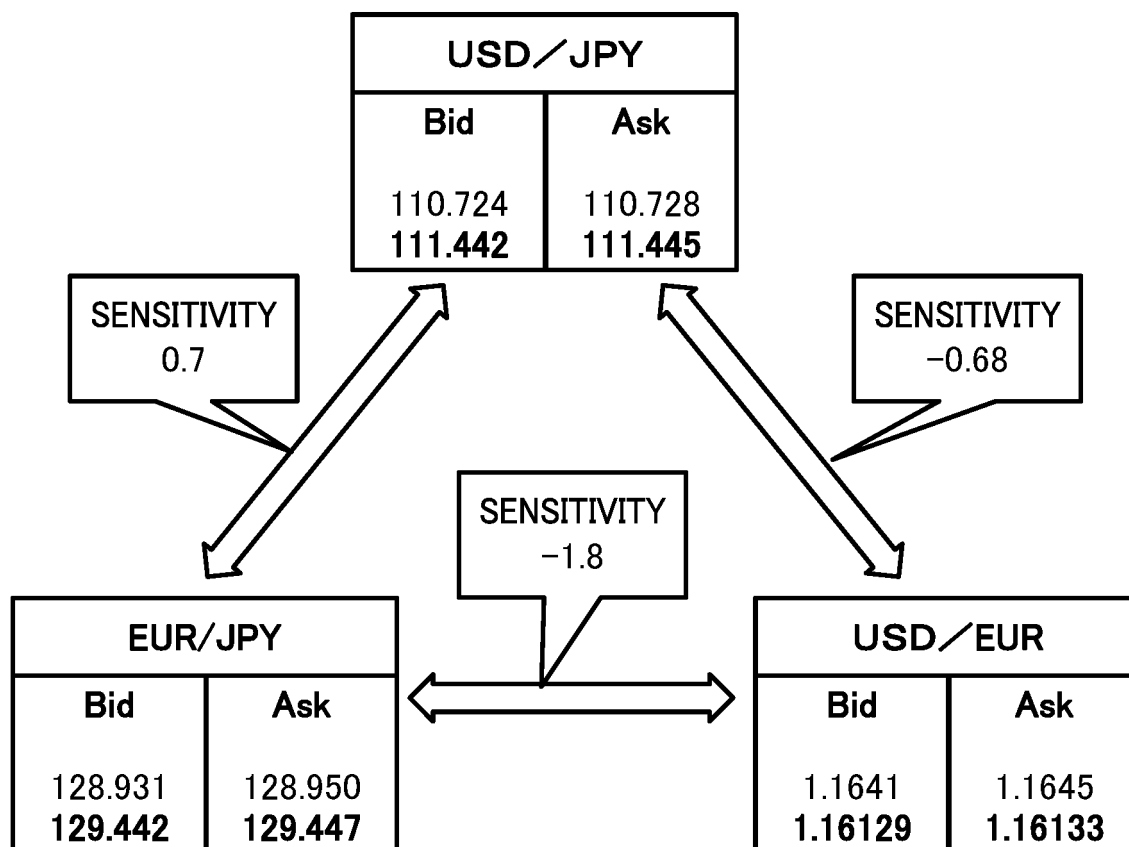 USD／JPY
Bid Ask
110.724 110.728
111.442 111.445
SENSITIVITY
0.7
SENSITIVITY
−0.68
SENSITIVITY
−1.8
EUR/JPY
Bid Ask
128.931 128.950
129.442 129.447
USD／EUR
Bid Ask
1.1641 1.1645
1.16129 1.16133